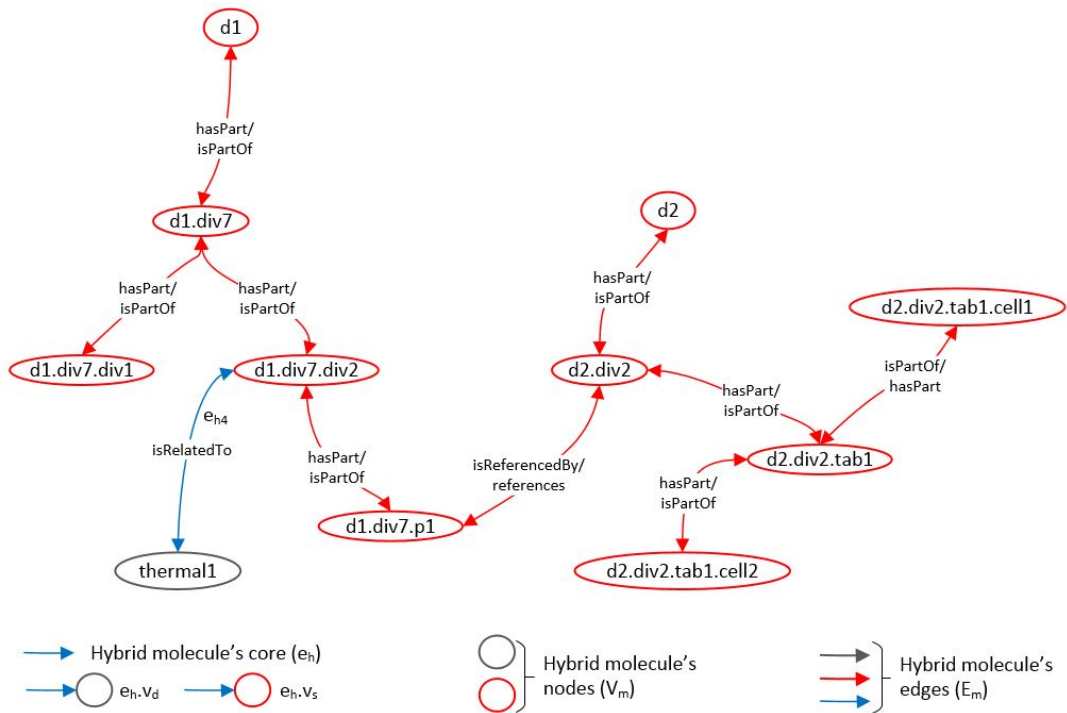 d1
hasPart/
isPartOf
d1.div7
d2
hasPart/
isPartOf
hasPart/
isPartOf
hasPart/
isPartOf
d2.div2.tab1.cell1
d1.div7.div1
d1.div7.div2
d2.div2
isPartOf/
hasPart
hasPart/
isPartOf
eh4
isRelatedTo
hasPart/
isPartOf
isReferencedBy/
references
d2.div2.tab1
hasPart/
isPartOf
d1.div7.p1
thermal1
d2.div2.tab1.cell2
Hybrid molecule's core (eh)
eh.vd
eh.vs
Hybrid molecule's
nodes (Vm)
Hybrid molecule's
edges (Em)